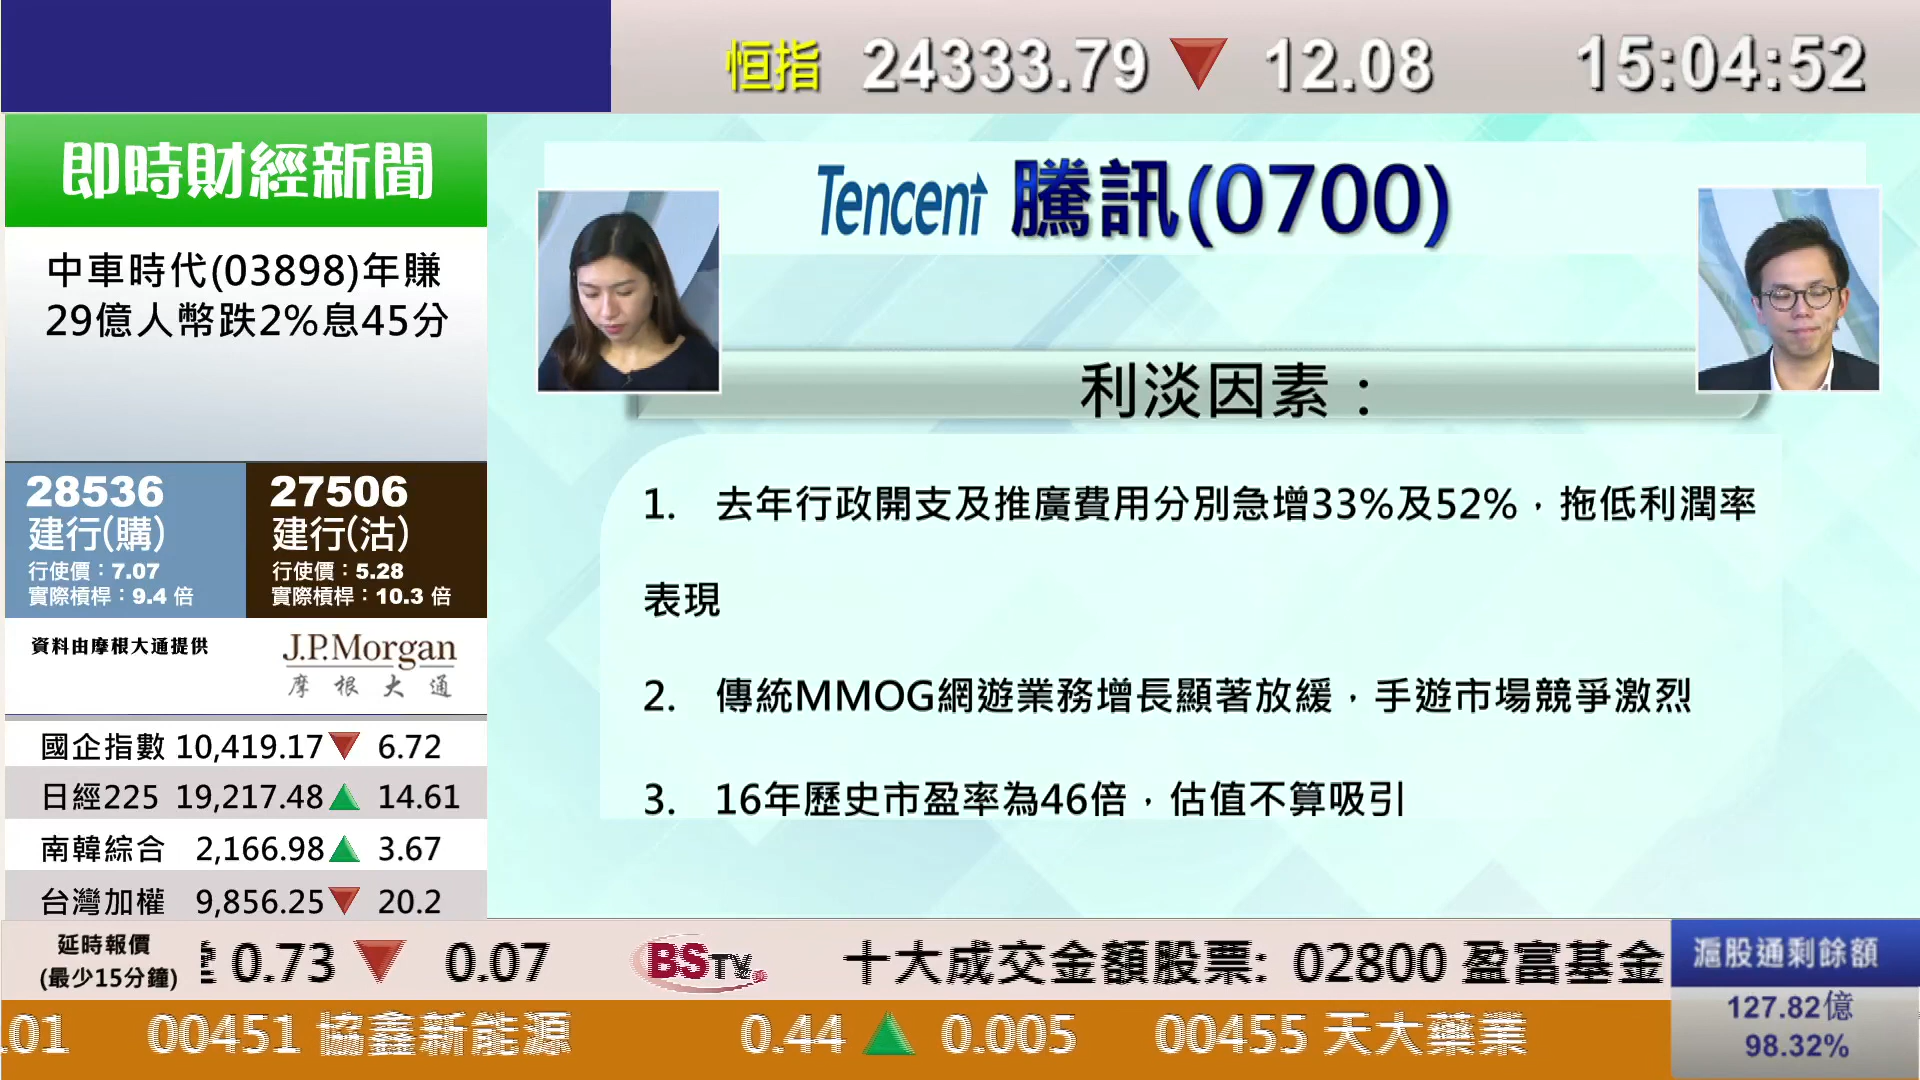 恒指 24333.79 ▼ 12.08 15:04:52
即時財經新聞
中車時代(03898)年賺
29億人幣跌2%息45分
28536
建行(購)
行使價：7.07
實際槓桿：9.4 倍
27506
建行(沽)
行使價：5.28
實際槓桿：10.3 倍
資料由摩根大通提供
J.P.Morgan
摩根大通
國企指數 10,419.17 ▼ 6.72
日經225 19,217.48 ▲ 14.61
南韓綜合 2,166.98 ▲ 3.67
台灣加權 9,856.25 ▼ 20.2
Tencent 騰訊(0700)
利淡因素：
1. 去年行政開支及推廣費用分別急增33%及52%，拖低利潤率
表現
2. 傳統MMOG網遊業務增長顯著放緩，手遊市場競爭激烈
3. 16年歷史市盈率為46倍，估值不算吸引
延時報價
(最少15分鐘)
0.73 ▼ 0.07 BSTV 十大成交金額股票: 02800 盈富基金
滬股通剩餘額
127.82億
98.32%
.01 00451 協鑫新能源 0.44 ▲ 0.005 00455 天大藥業